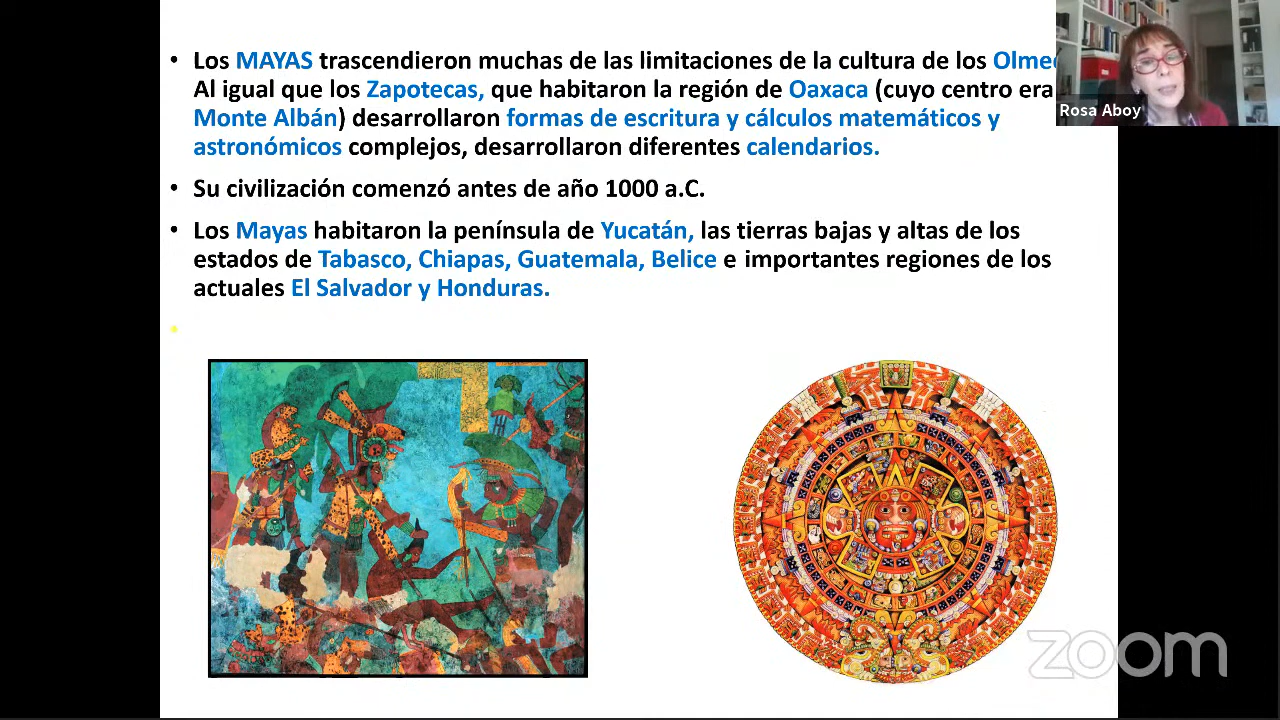 • Los MAYAS trascendieron muchas de las limitaciones de la cultura de los
Al igual que los Zapotecas, que habitaron la región de Oaxaca (cuyo centro era
Monte Albán) desarrollaron formas de escritura y cálculos matemáticos y
astronómicos complejos, desarrollaron diferentes calendarios.
• Su civilización comenzó antes de año 1000 a.C.
• Los Mayas habitaron la península de Yucatán, las tierras bajas y altas de los
estados de Tabasco, Chiapas, Guatemala, Belice e importantes regiones de los
actuales El Salvador y Honduras.
Rosa Aboy
zoom